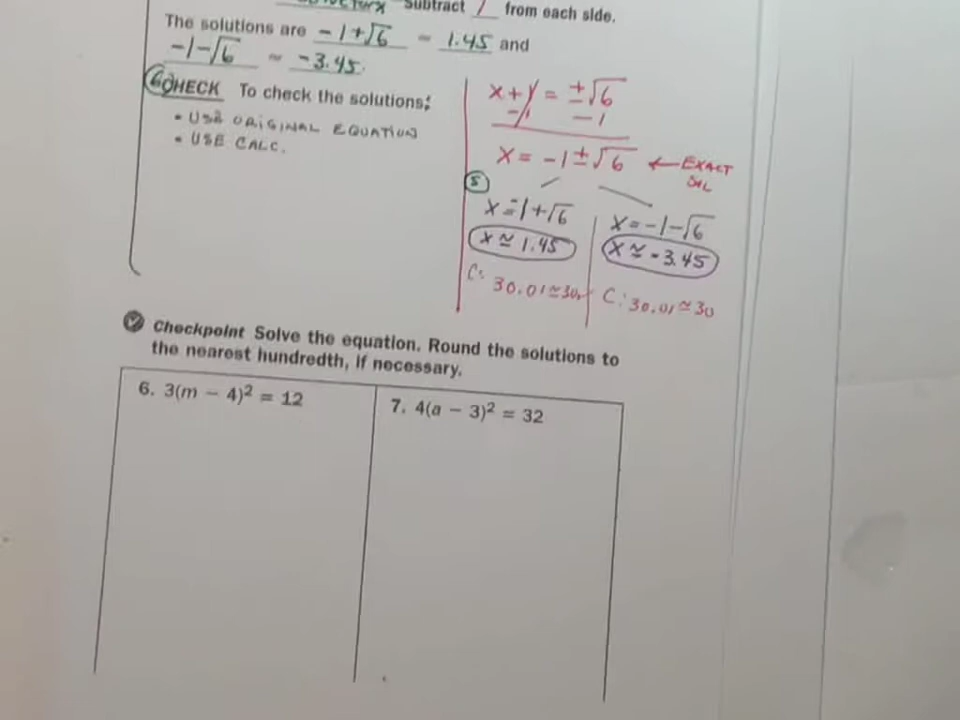 Subtract 1 from each side.
The solutions are -1+√6 ≈ 1.45 and
-1-√6 ≈ -3.45.
6 CHECK To check the solutions:
• USE ORIGINAL EQUATION
• USE CALC.
x+1 = ±√6
-1 -1
x = -1±√6 ← EXACT
SOL
5
x=-1+√6
x=-1-√6
x≈1.45
x≈-3.45
C: 30.01≈30
C: 30.01≈30
Checkpoint Solve the equation. Round the solutions to
the nearest hundredth, if necessary.
6. 3(m - 4)² = 12
7. 4(a - 3)² = 32